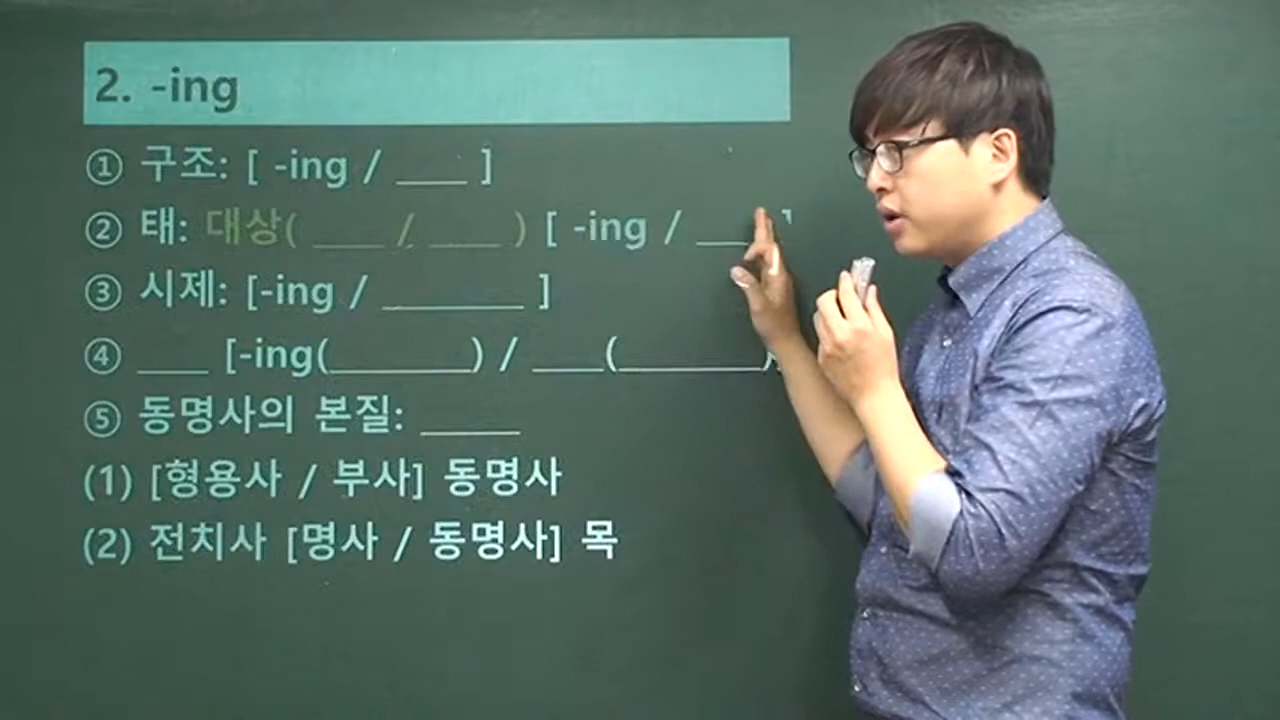 2. -ing
① 구조: [ -ing / ____ ]
② 태: 대상( ____ / ____ ) [ -ing / ____ ]
③ 시제: [-ing / ________ ]
④ ____ [-ing(________) / ____(________)
⑤ 동명사의 본질: ______
(1) [형용사 / 부사] 동명사
(2) 전치사 [명사 / 동명사] 목